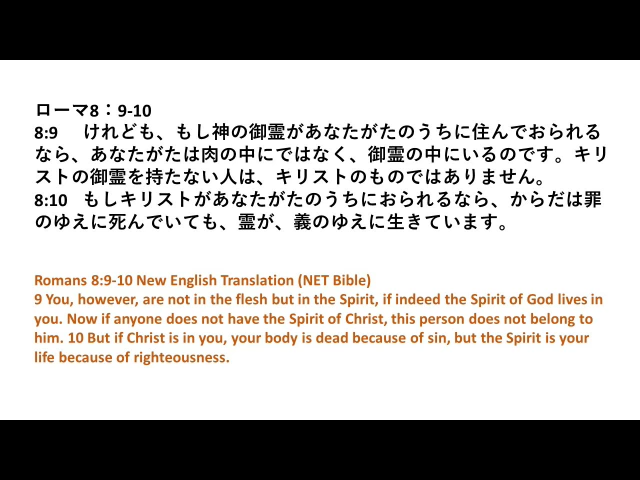 ローマ8：9-10
8:9　けれども、もし神の御霊があなたがたのうちに住んでおられる
なら、あなたがたは肉の中にではなく、御霊の中にいるのです。キリ
ストの御霊を持たない人は、キリストのものではありません。
8:10　もしキリストがあなたがたのうちにおられるなら、からだは罪
のゆえに死んでいても、霊が、義のゆえに生きています。
Romans 8:9-10 New English Translation (NET Bible)
9 You, however, are not in the flesh but in the Spirit, if indeed the Spirit of God lives in
you. Now if anyone does not have the Spirit of Christ, this person does not belong to
him. 10 But if Christ is in you, your body is dead because of sin, but the Spirit is your
life because of righteousness.